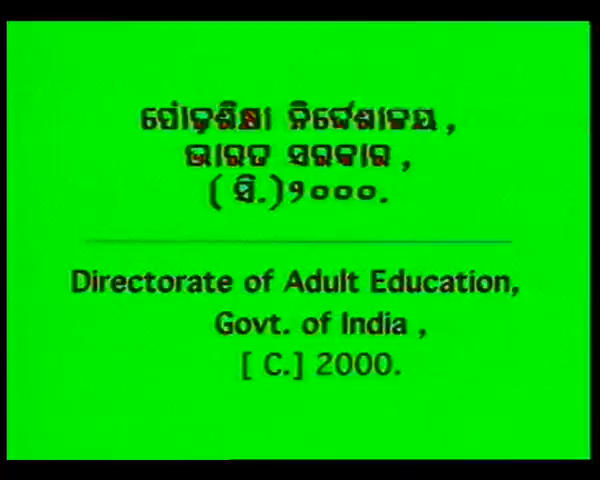 ପୌଢ଼ଶିକ୍ଷା ନିର୍ଦ୍ଦେଶାଳୟ ,
ଭାରତ ସରକାର ,
( ସି.)୨୦୦୦.
Directorate of Adult Education,
Govt. of India ,
[ C.] 2000.